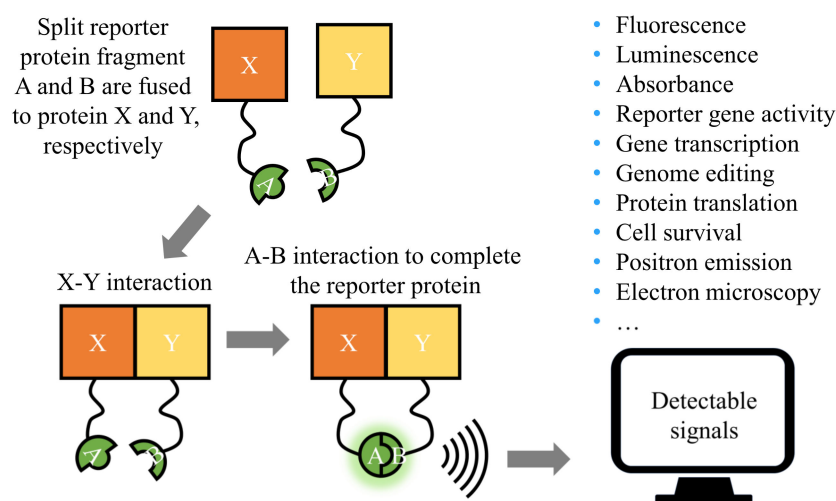 Split reporter
protein fragment
A and B are fused
to protein X and Y,
respectively
X
Y
A
B
X-Y interaction
X
Y
A
B
A-B interaction to complete
the reporter protein
X
Y
A
B
• Fluorescence
• Luminescence
• Absorbance
• Reporter gene activity
• Gene transcription
• Genome editing
• Protein translation
• Cell survival
• Positron emission
• Electron microscopy
• …
Detectable
signals